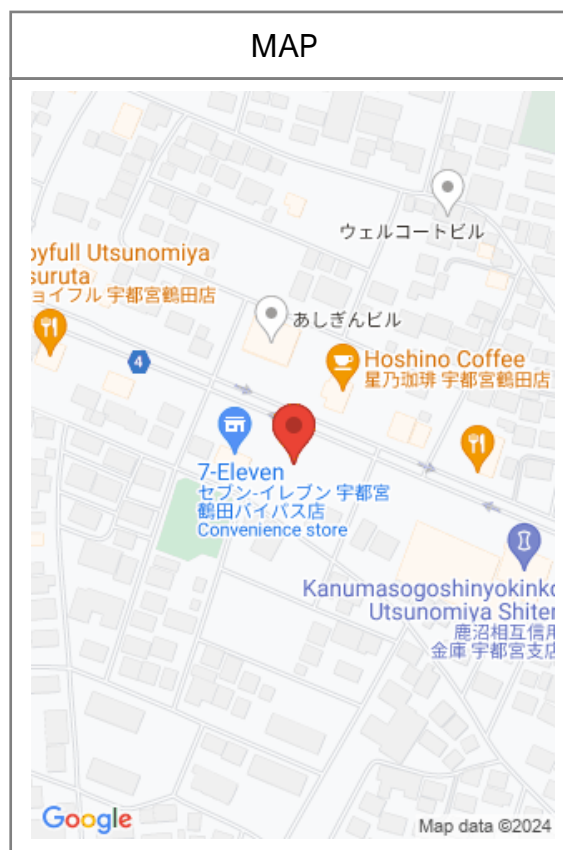 MAP
ウェルコートビル
oyfull Utsunomiya
suruta
ョイフル 宇都宮鶴田店
あしぎんビル
4
Hoshino Coffee
星乃珈琲 宇都宮鶴田店
7-Eleven
セブン-イレブン 宇都宮
鶴田バイパス店
Convenience store
Kanumasogoshinyokinko
Utsunomiya Shiten
鹿沼相互信用
金庫 宇都宮支店
Google
Map data ©2024